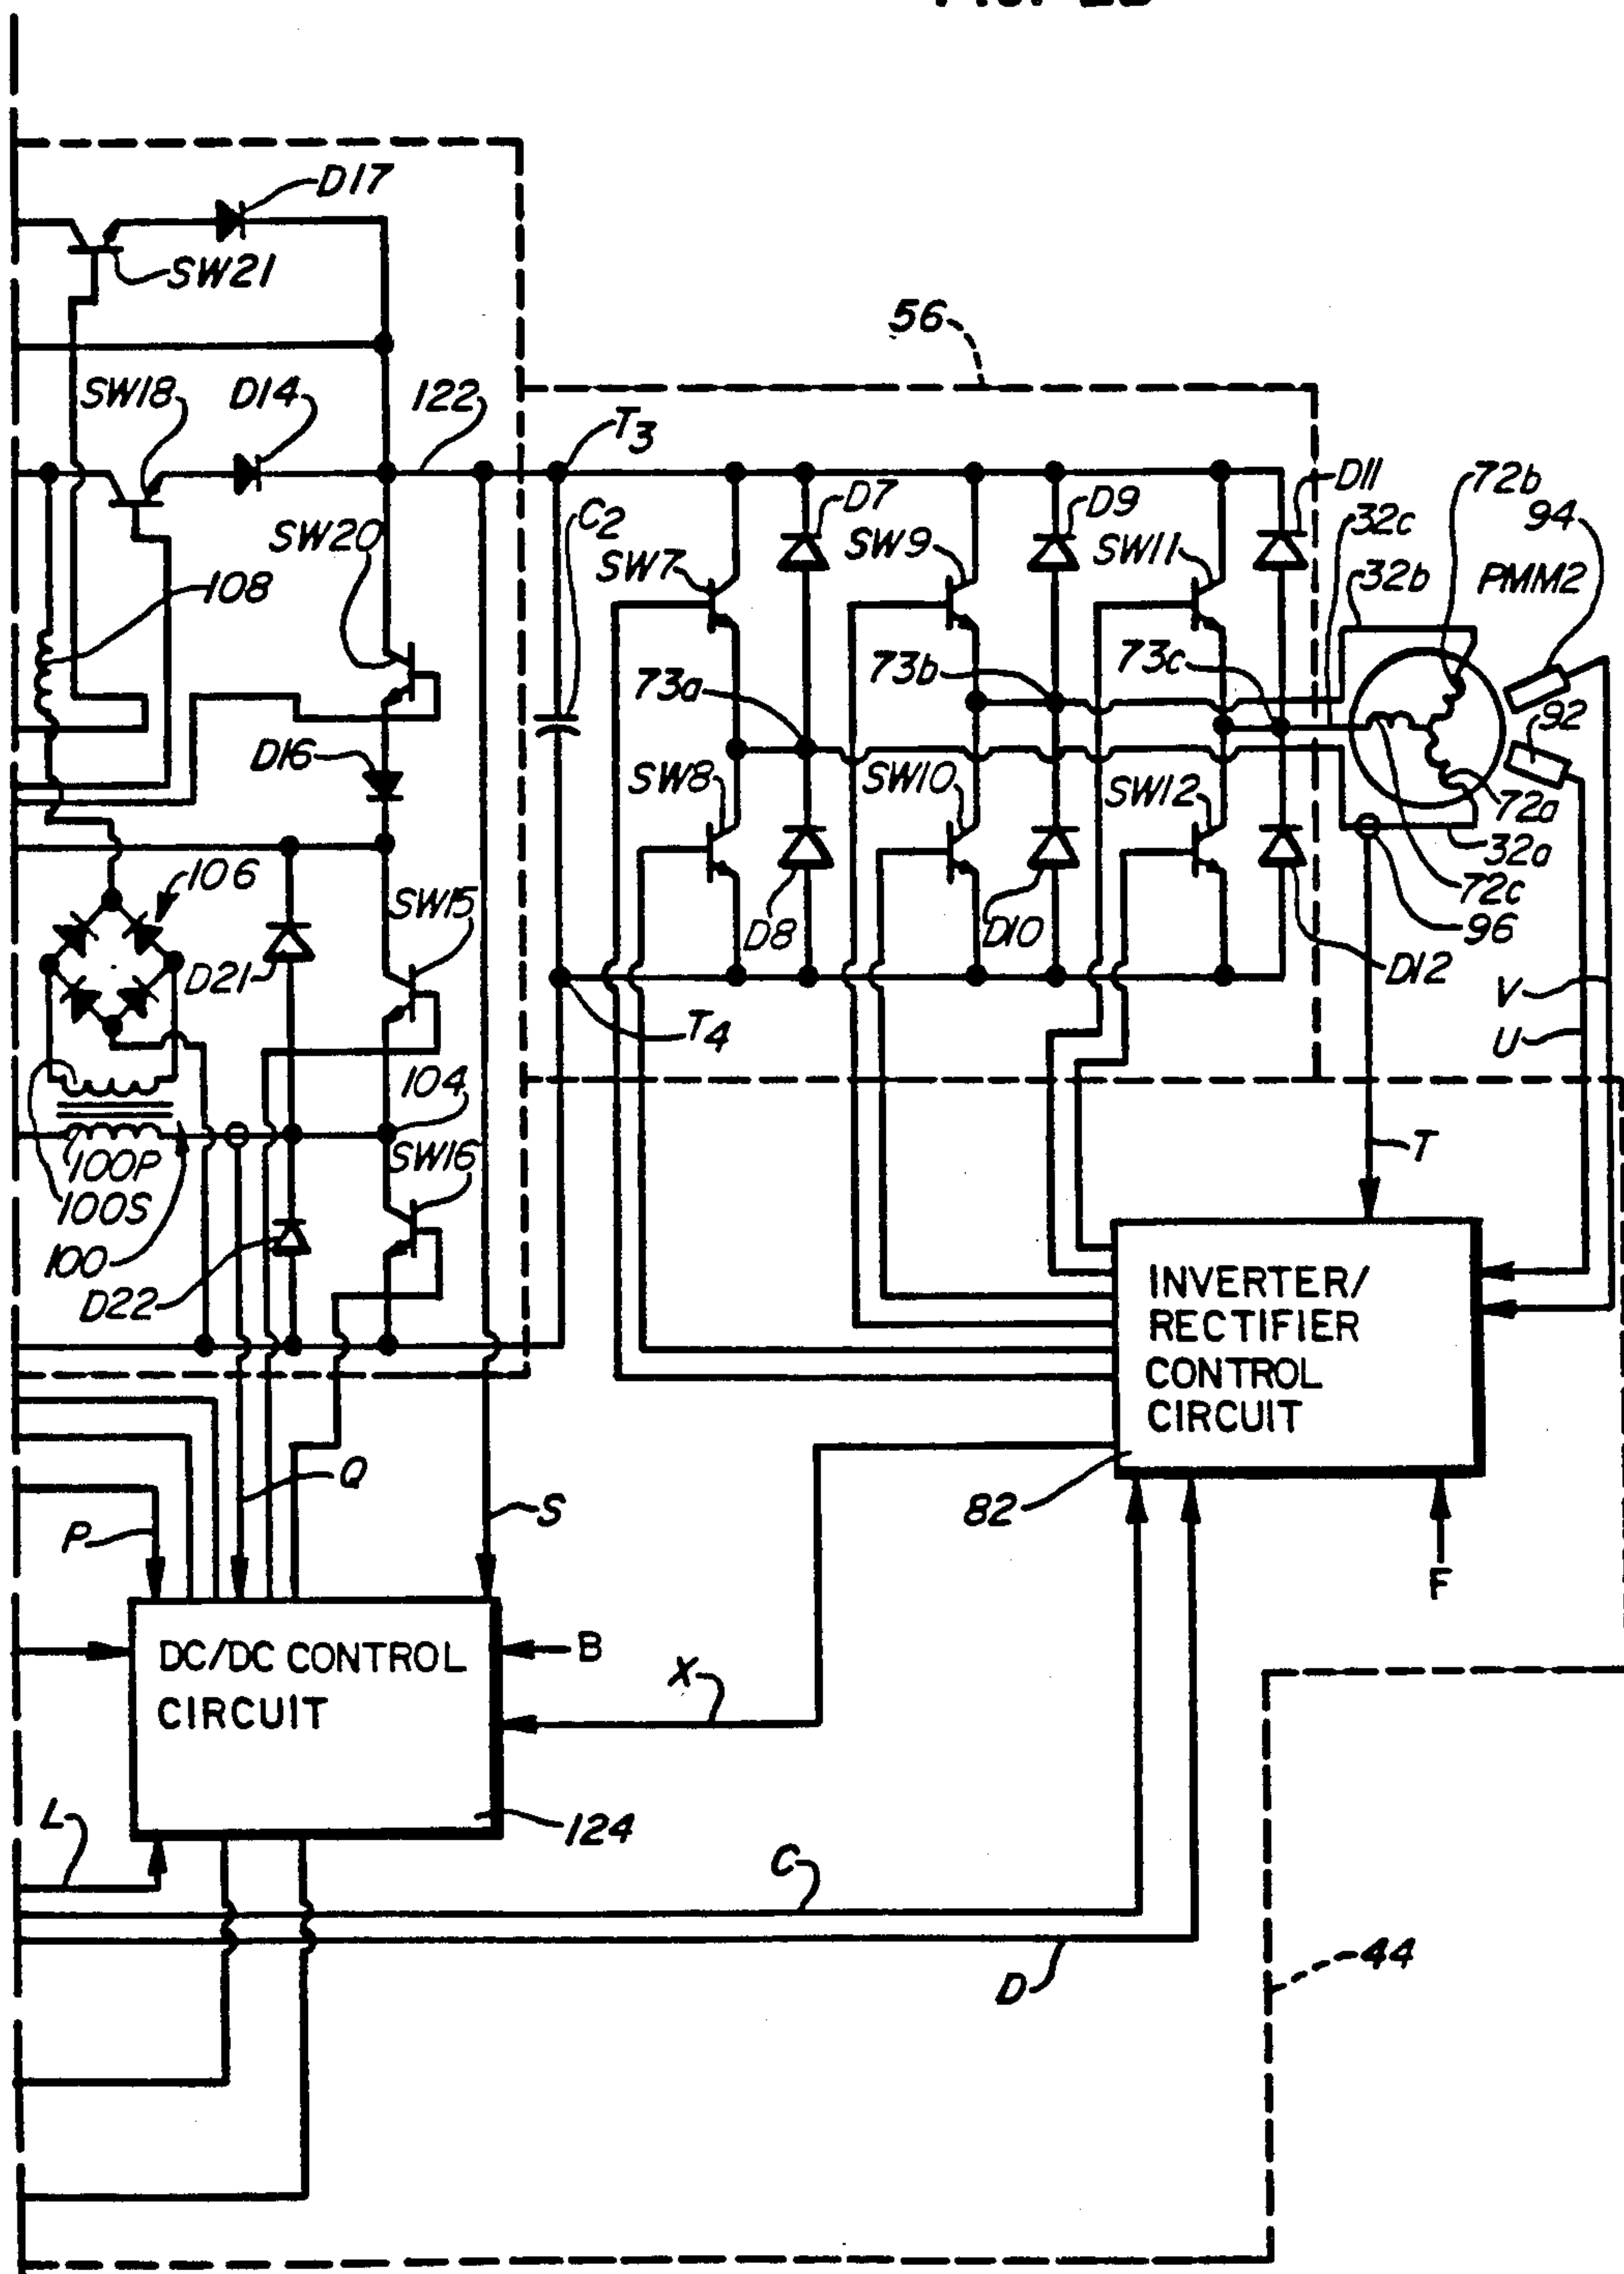 D17
SW21
56
SW18
D14
122
T3
C2
D7
D9
D11
72b
94
SW20
SW7
SW9
SW11
32c
32b
PMM2
108
73a
73b
73c
92
D16
SW8
SW10
SW12
72a
32a
106
72c
96
SW15
D8
D10
D12
D21
T4
V
U
104
T
100P
SW16
100S
100
D22
INVERTER/
RECTIFIER
CONTROL
CIRCUIT
82
Q
P
S
F
DC/DC CONTROL
CIRCUIT
B
X
124
L
C
D
44